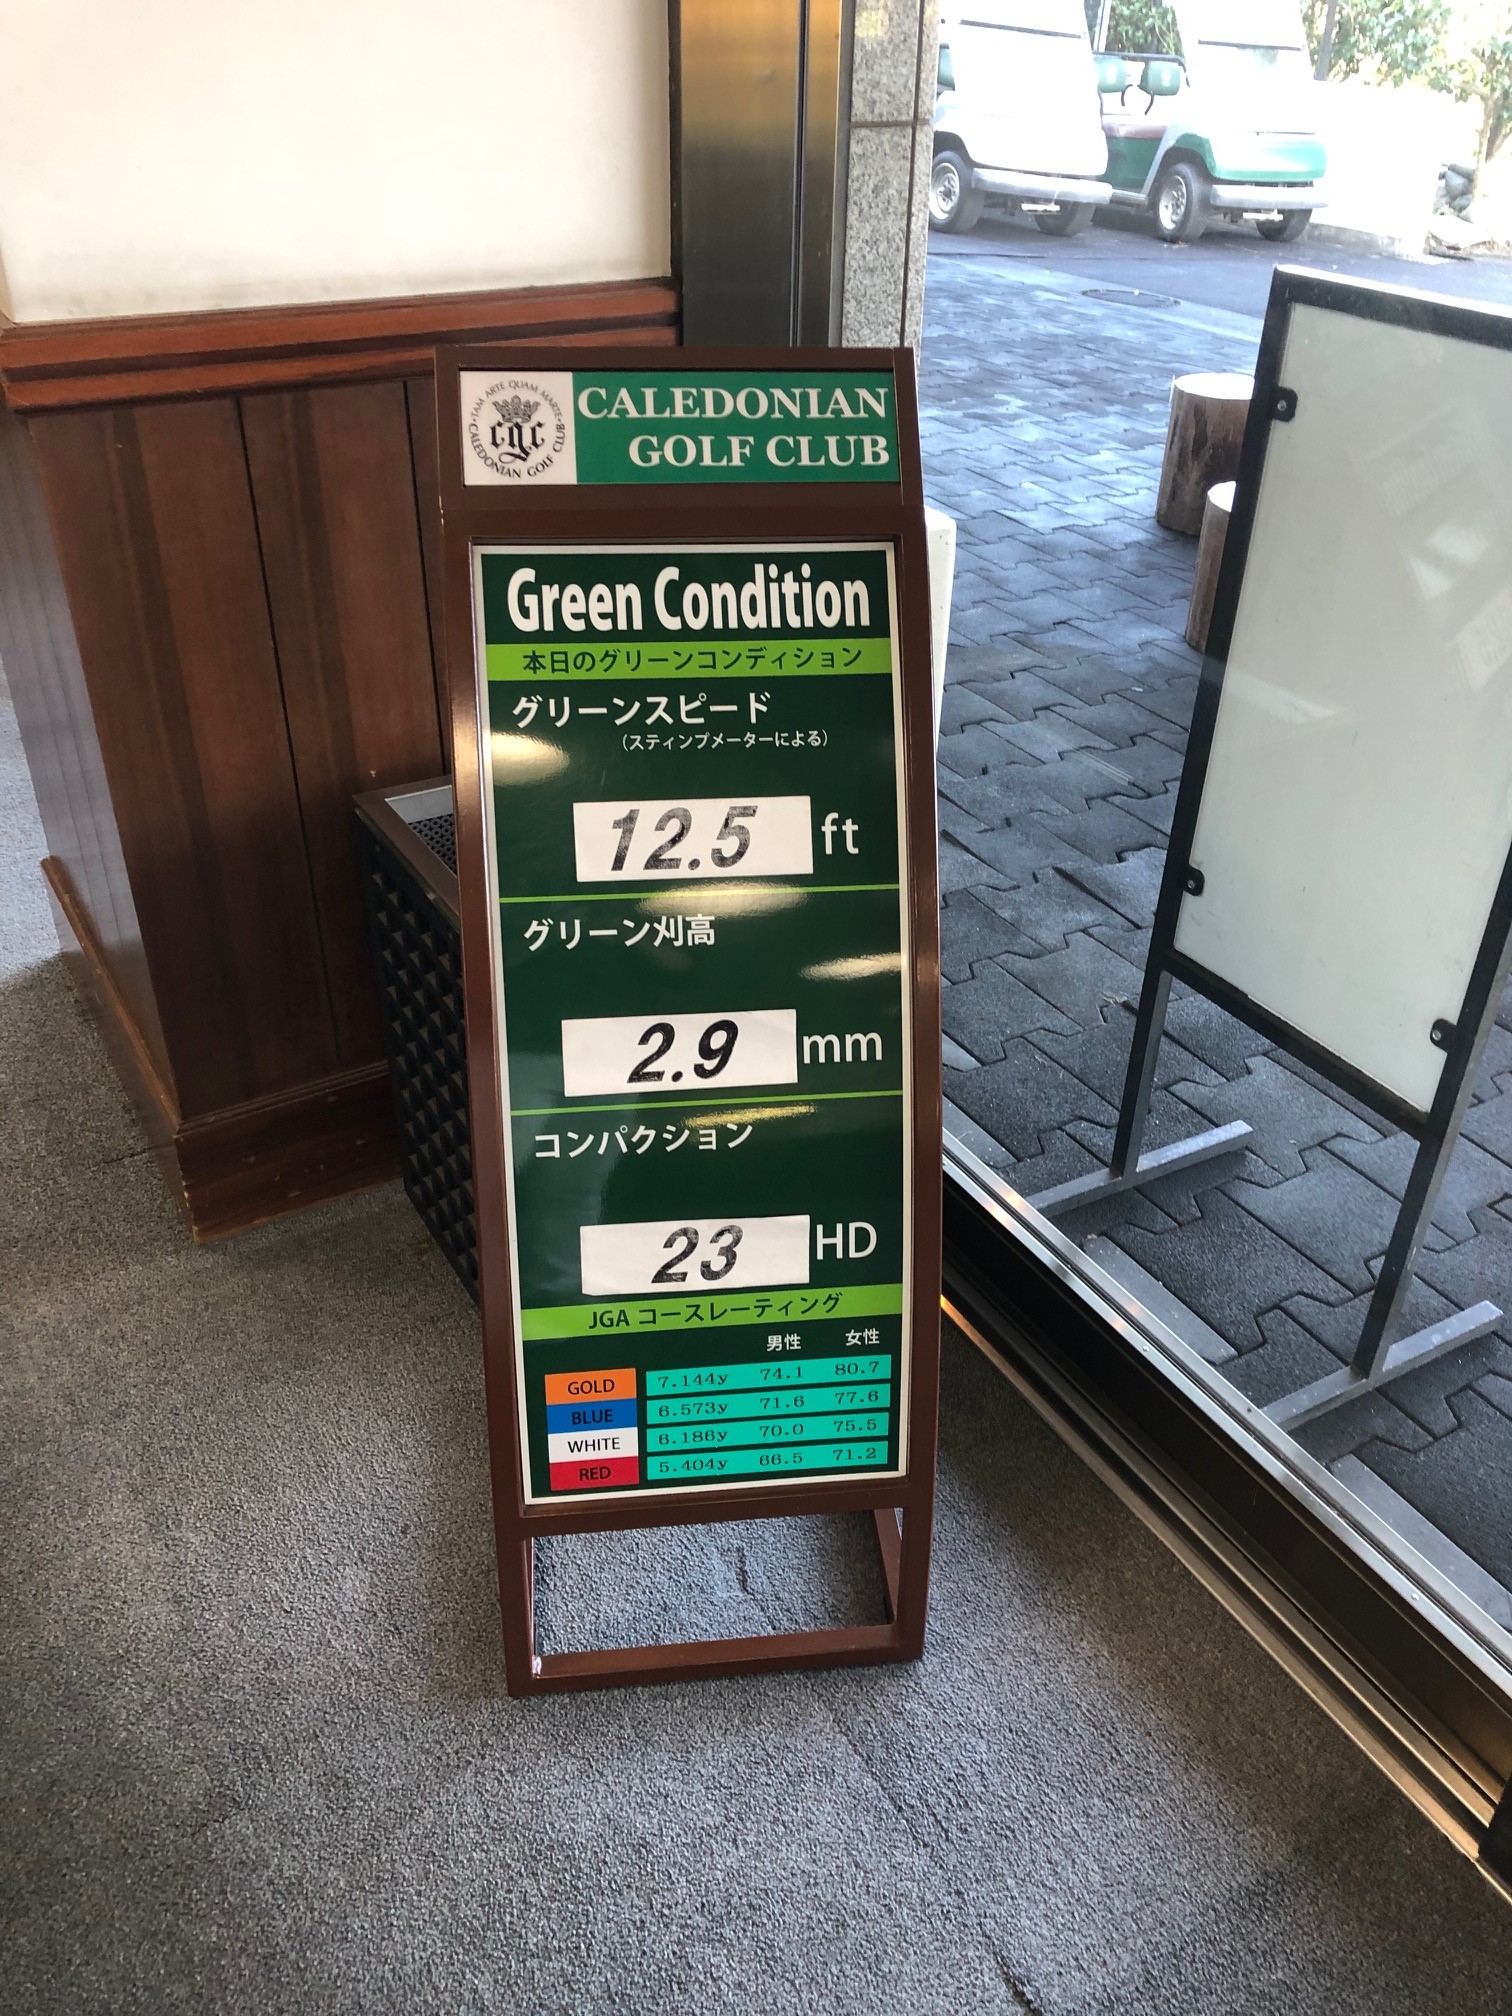 TAM ARTE QUAM MARTE
cgc
CALEDONIAN GOLF CLUB
CALEDONIAN
GOLF CLUB
Green Condition
本日のグリーンコンディション
グリーンスピード
(スティンプメーターによる)
12.5 ft
グリーン刈高
2.9 mm
コンパクション
23 HD
JGA コースレーティング
男性 女性
GOLD 7.144y 74.1 80.7
BLUE 6.573y 71.6 77.6
WHITE 6.186y 70.0 75.5
RED 5.404y 66.5 71.2